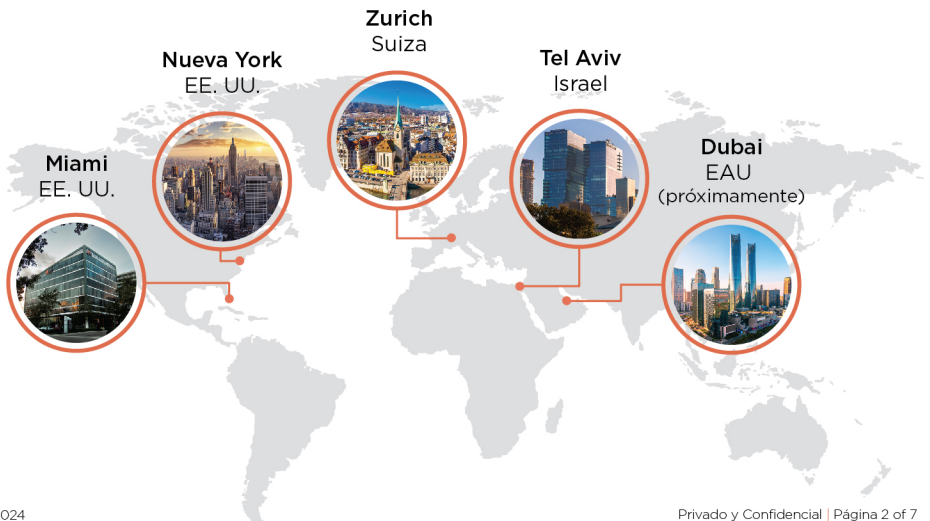 Zurich
Suiza
Nueva York
EE. UU.
Tel Aviv
Israel
Dubai
EAU
(próximamente)
Miami
EE. UU.
024
Privado y Confidencial | Página 2 of 7